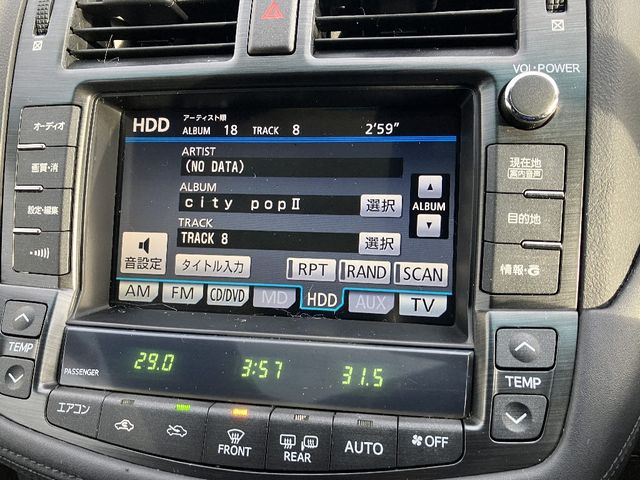 VOL·POWER
オーディオ
画質・消
設定・編集
HDD
アーティスト順
ALBUM 18 TRACK 8 2'59"
ARTIST
(NO DATA)
ALBUM
city popⅡ 選択
▲
ALBUM
▼
TRACK
TRACK 8 選択
音設定 タイトル入力 RPT RAND SCAN
AM FM CD/DVD MD HDD AUX TV
現在地
案内音声
目的地
情報・G
TEMP
PASSENGER 29.0 3:57 31.5
TEMP
エアコン
FRONT
REAR
AUTO
OFF